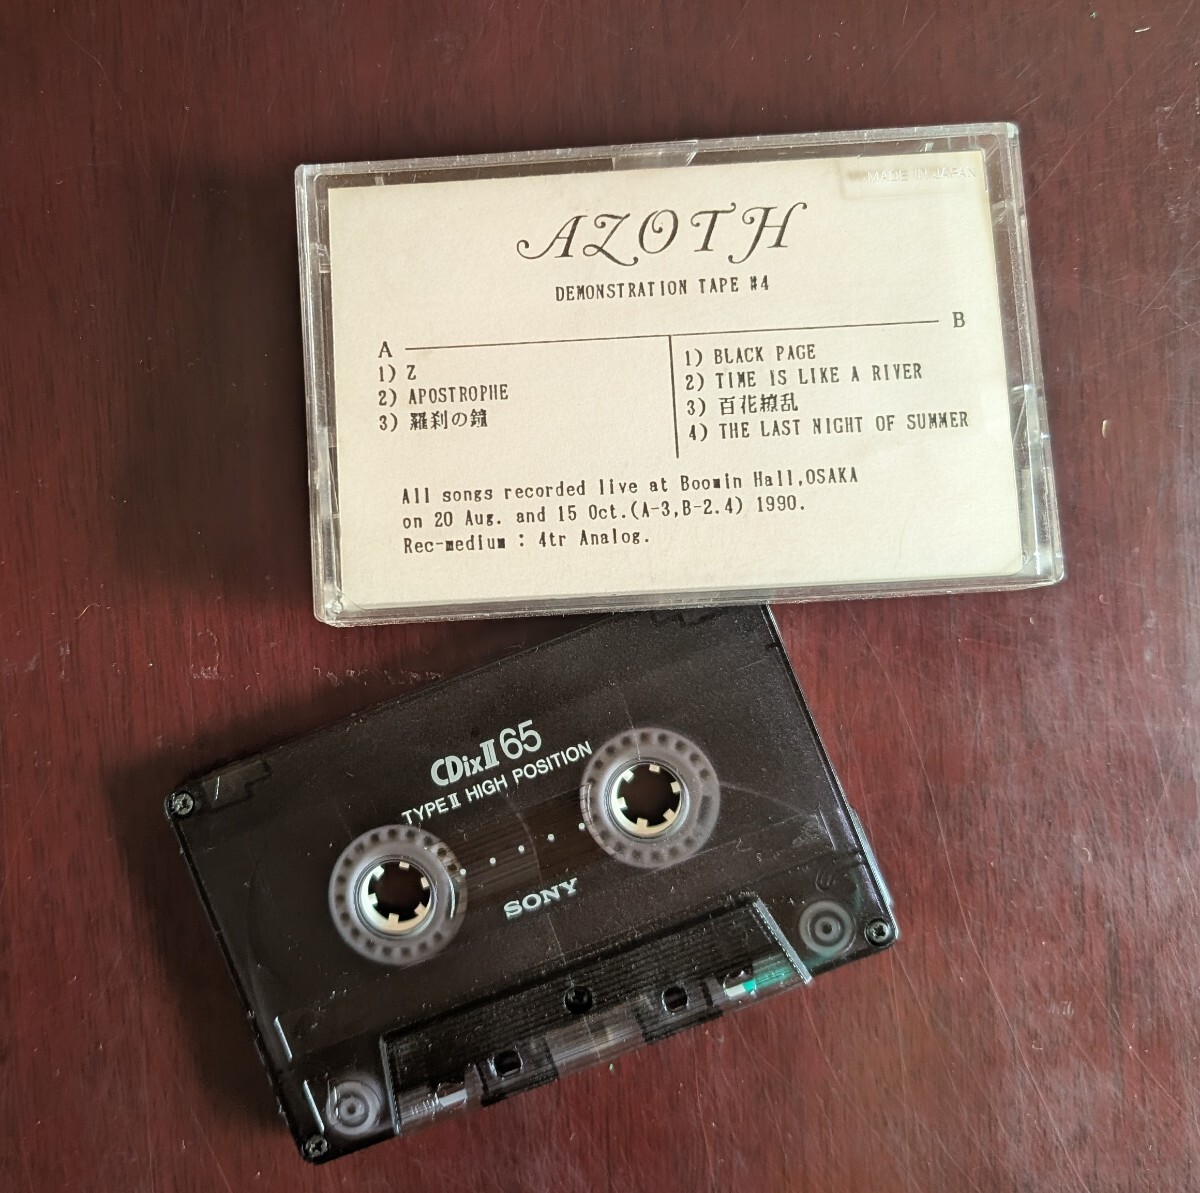 MADE IN JAPAN
AZOTH
DEMONSTRATION TAPE #4
A
1) Z
2) APOSTROPHE
3) 羅刹の鐘
B
1) BLACK PAGE
2) TIME IS LIKE A RIVER
3) 百花繚乱
4) THE LAST NIGHT OF SUMMER
All songs recorded live at Boomin Hall,OSAKA
on 20 Aug. and 15 Oct.(A-3,B-2.4) 1990.
Rec-medium : 4tr Analog.
CDixⅡ65
TYPEⅡ HIGH POSITION
SONY